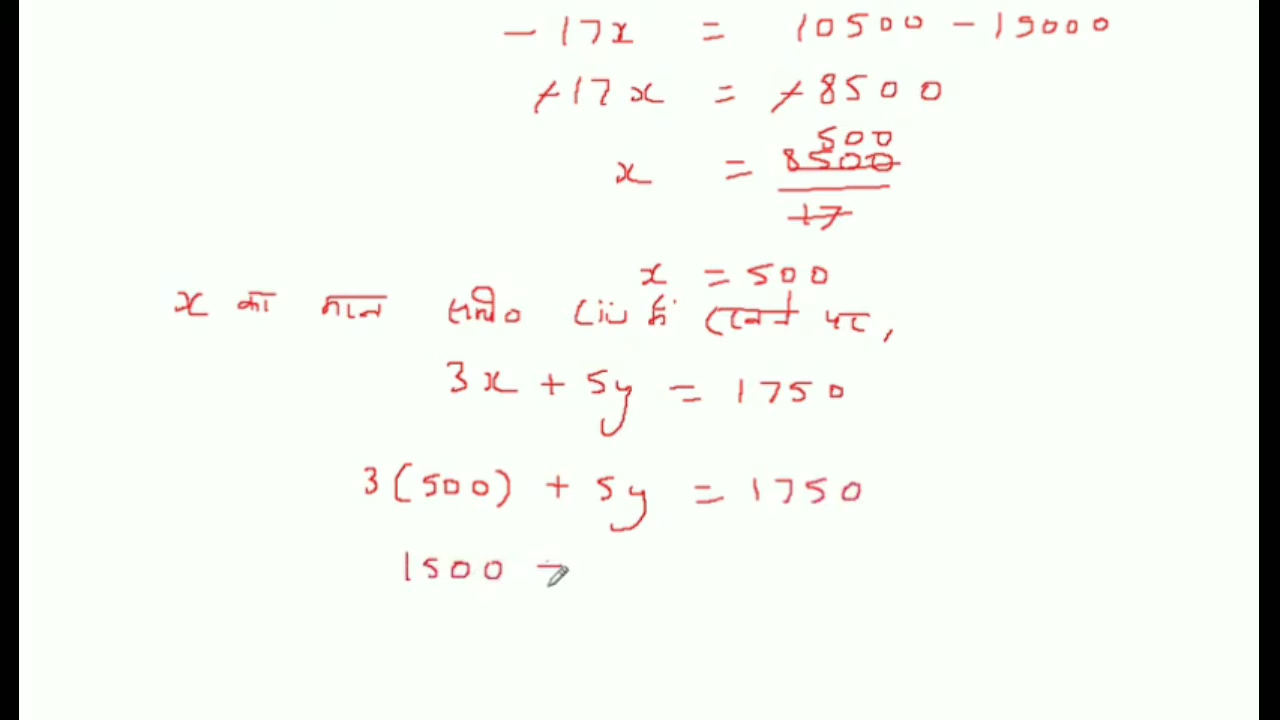 - 17x = 10500 - 19000
-17x = -8500
500
x = 8500
17
x = 500
x का मान समी० (ii) में रखने पर,
3x + 5y = 1750
3(500) + 5y = 1750
1500